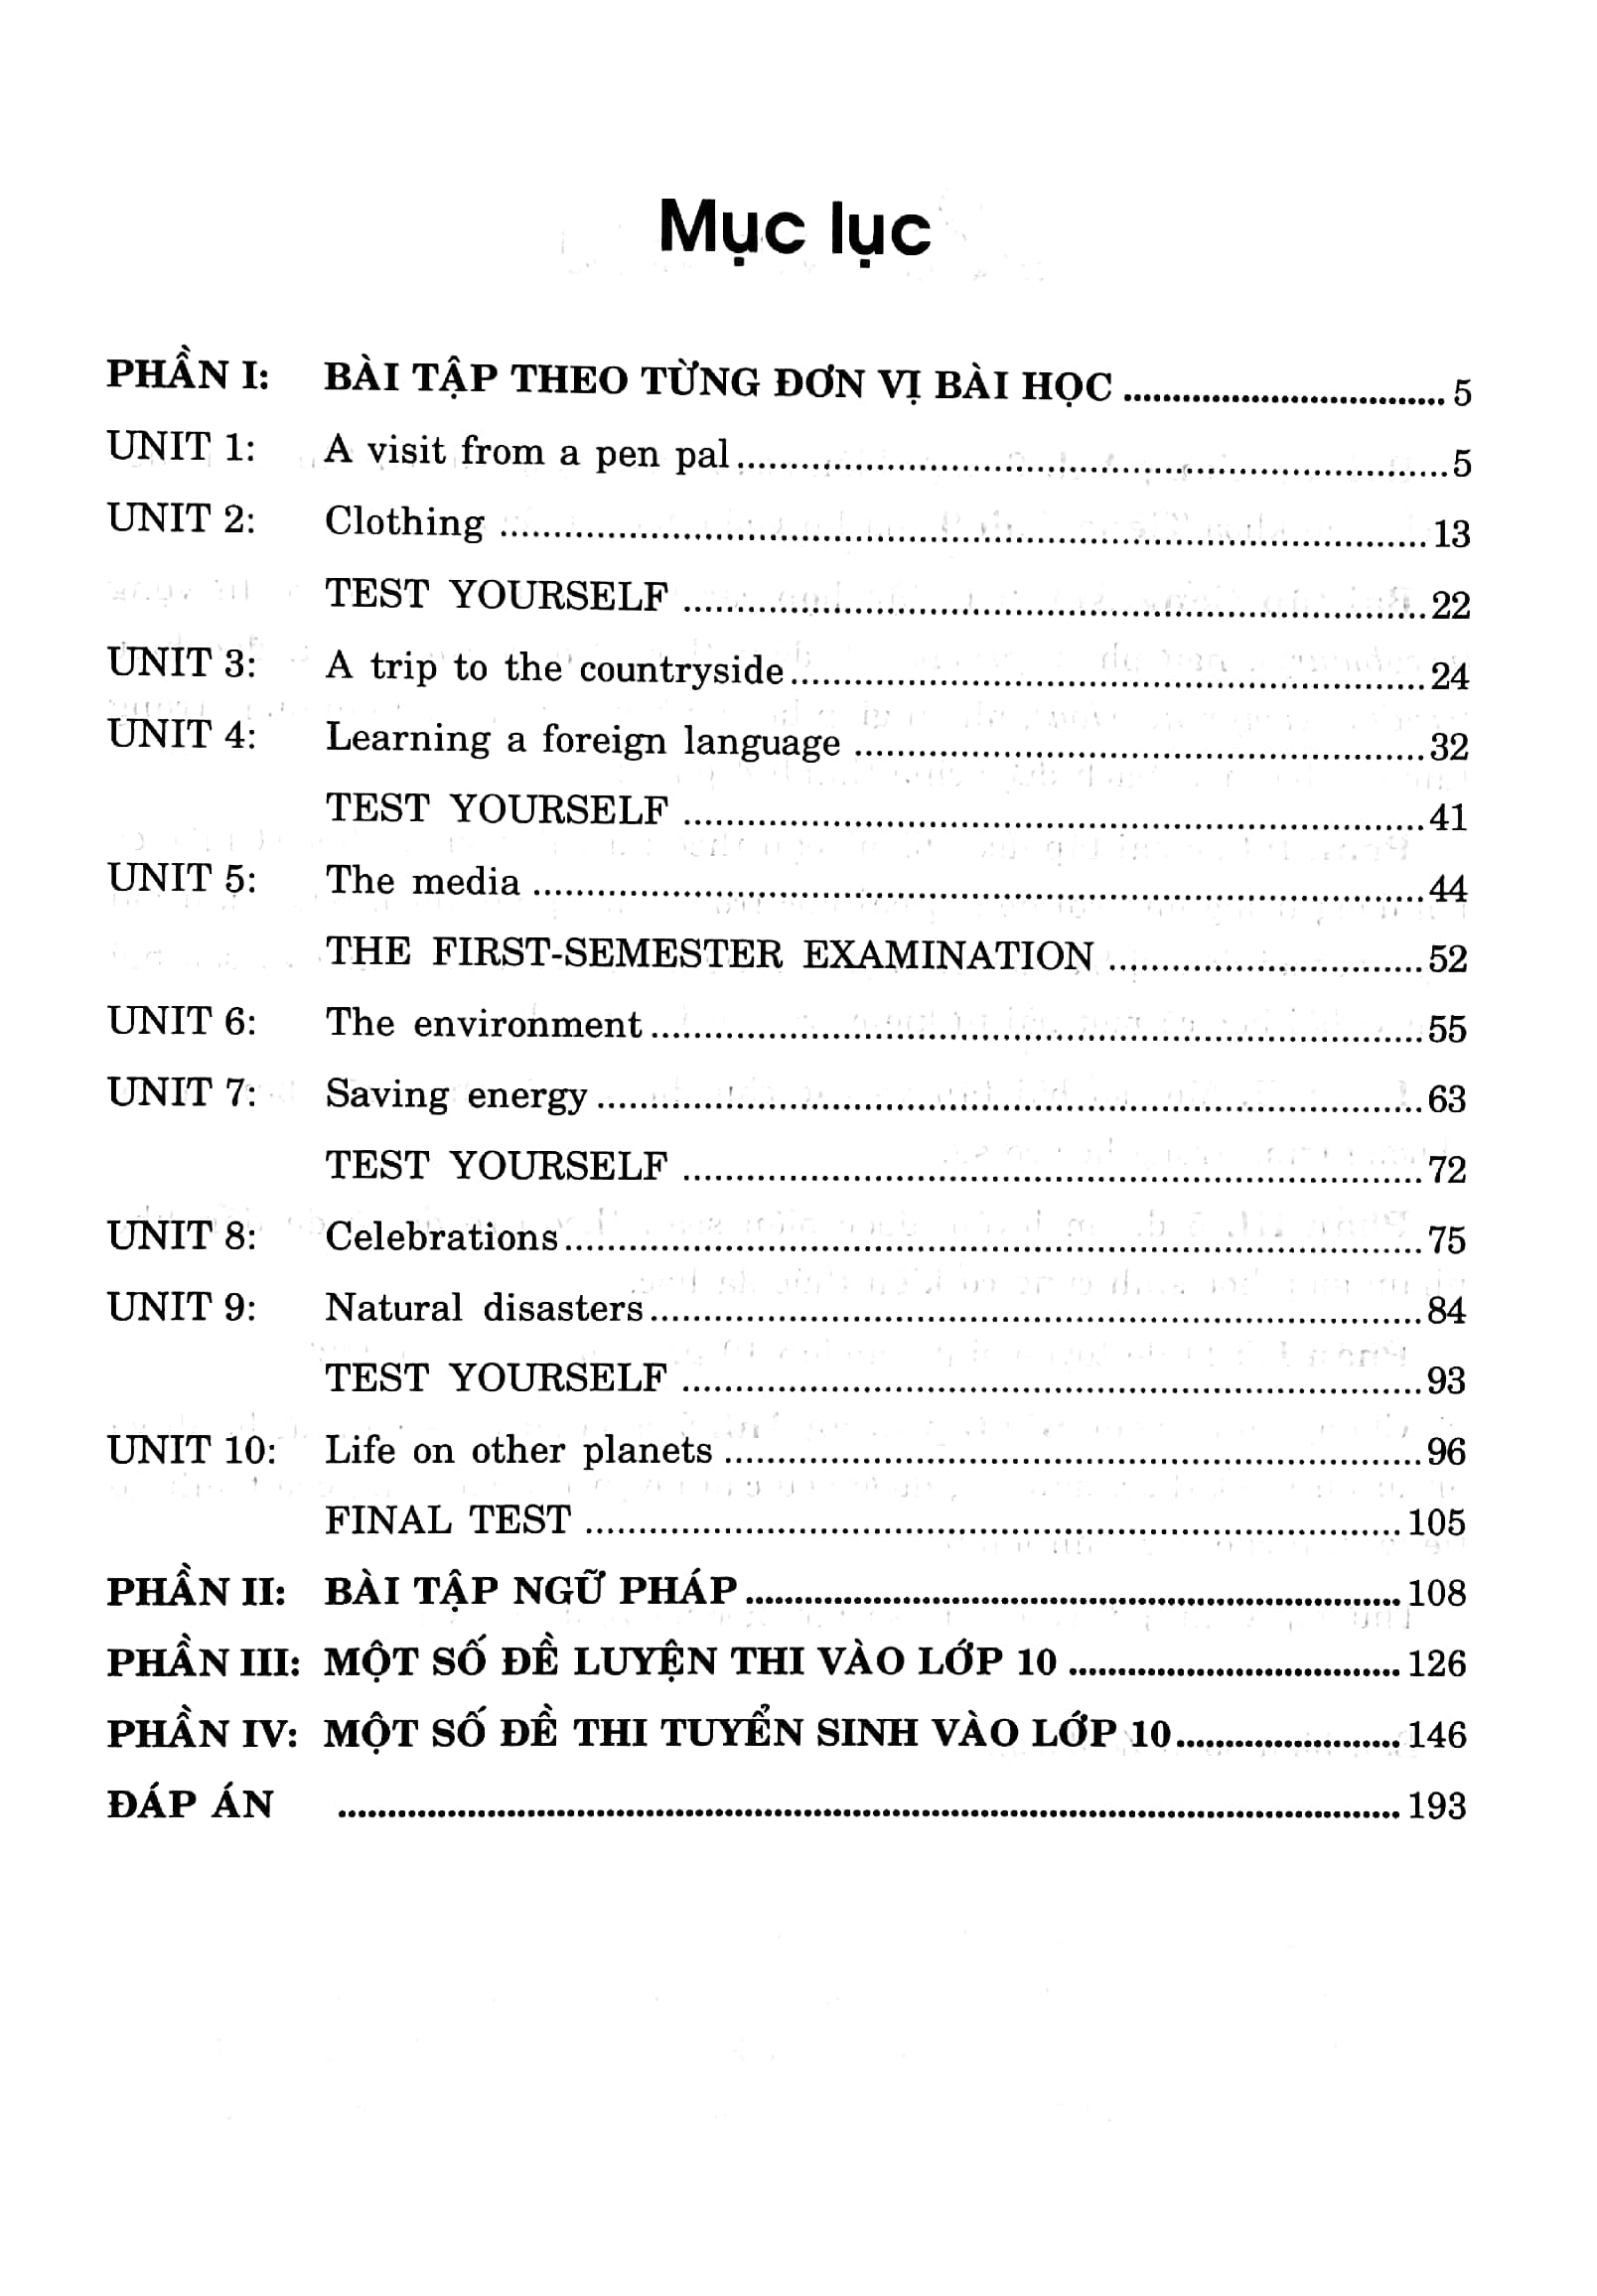 Mục lục
PHẦN I: BÀI TẬP THEO TỪNG ĐƠN VỊ BÀI HỌC ........ 5
UNIT 1: A visit from a pen pal ........ 5
UNIT 2: Clothing ........ 13
TEST YOURSELF ........ 22
UNIT 3: A trip to the countryside ........ 24
UNIT 4: Learning a foreign language ........ 32
TEST YOURSELF ........ 41
UNIT 5: The media ........ 44
THE FIRST-SEMESTER EXAMINATION ........ 52
UNIT 6: The environment ........ 55
UNIT 7: Saving energy ........ 63
TEST YOURSELF ........ 72
UNIT 8: Celebrations ........ 75
UNIT 9: Natural disasters ........ 84
TEST YOURSELF ........ 93
UNIT 10: Life on other planets ........ 96
FINAL TEST ........ 105
PHẦN II: BÀI TẬP NGỮ PHÁP ........ 108
PHẦN III: MỘT SỐ ĐỀ LUYỆN THI VÀO LỚP 10 ........ 126
PHẦN IV: MỘT SỐ ĐỀ THI TUYỂN SINH VÀO LỚP 10 ........ 146
ĐÁP ÁN ........ 193